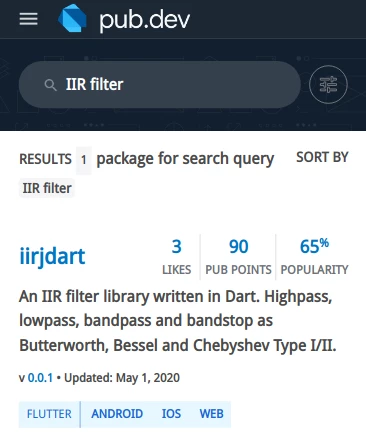 pub.dev
IIR filter
RESULTS 1 package for search query SORT BY
IIR filter
iirjdart
3 90 65%
LIKES PUB POINTS POPULARITY
An IIR filter library written in Dart. Highpass,
lowpass, bandpass and bandstop as
Butterworth, Bessel and Chebyshev Type I/II.
v 0.0.1 • Updated: May 1, 2020
FLUTTER ANDROID IOS WEB